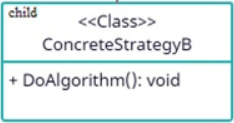 child
<<Class>>
ConcreteStrategyB
+ DoAlgorithm(): void